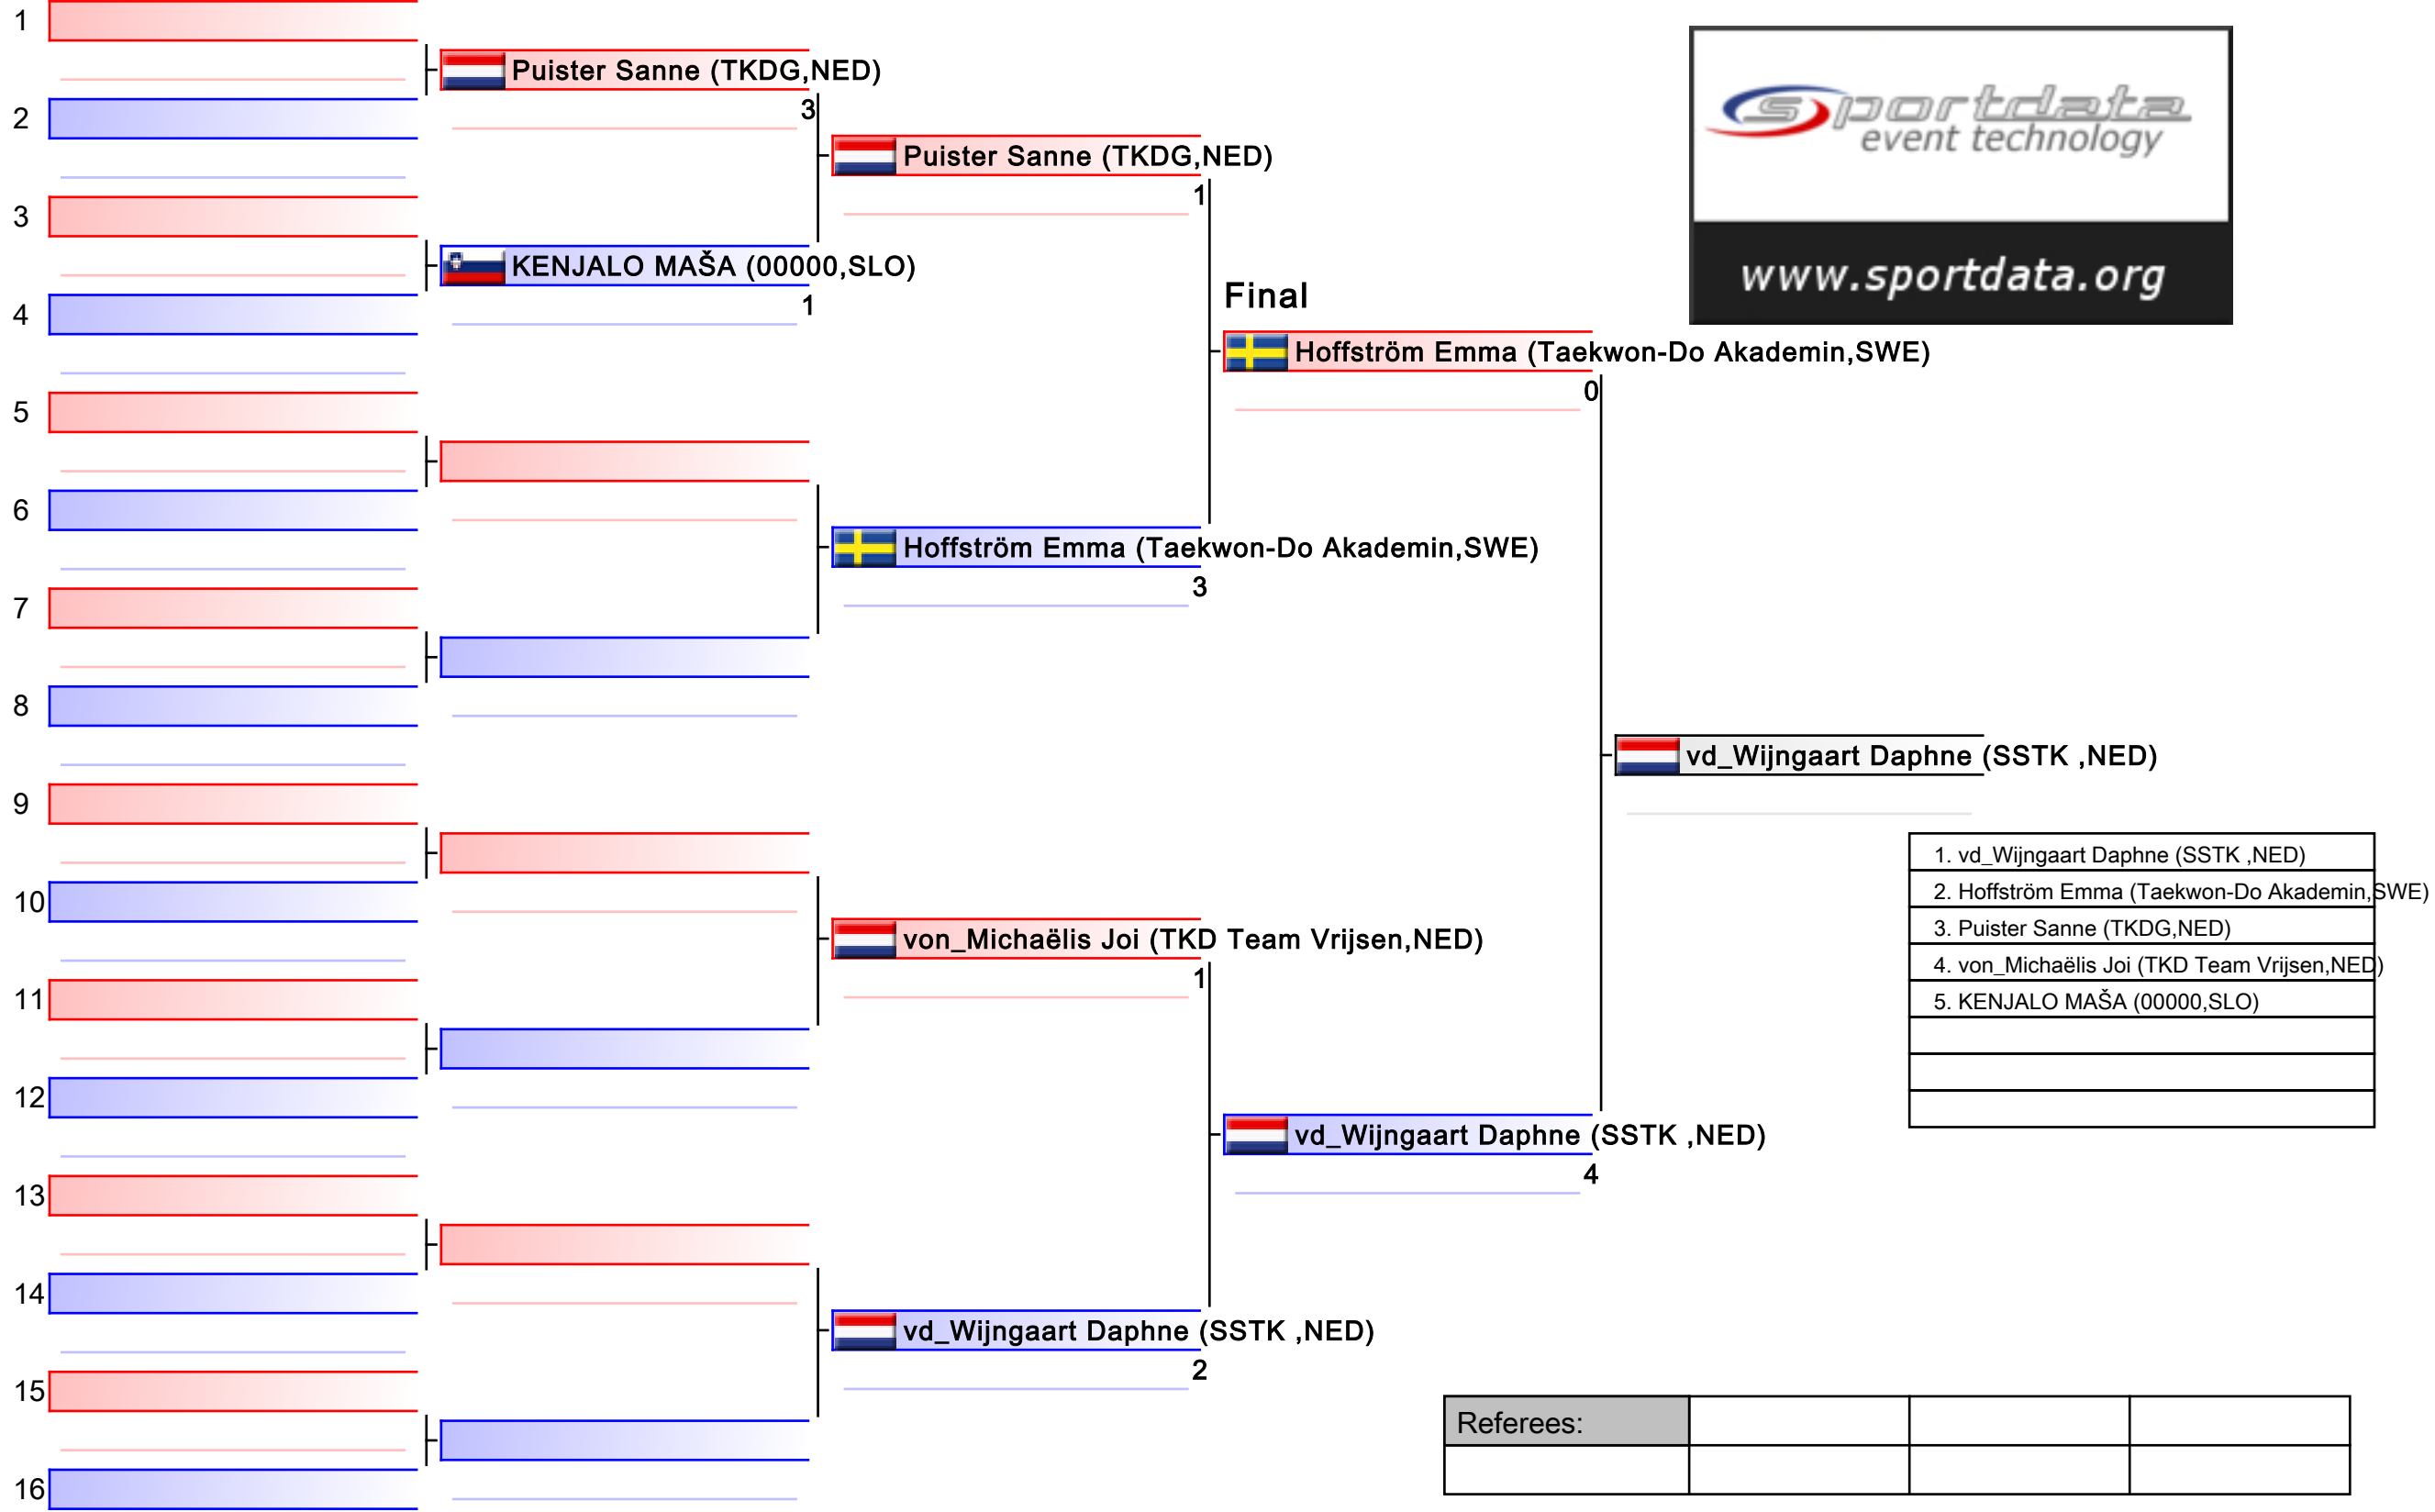 1
Puister Sanne (TKDG,NED)
3
2
Puister Sanne (TKDG,NED)
1
3
KENJALO MAŠA (00000,SLO)
1
4
5
6
Hoffström Emma (Taekwon-Do Akademin,SWE)
3
7
8
9
10
von_Michaëlis Joi (TKD Team Vrijsen,NED)
1
11
12
13
14
vd_Wijngaart Daphne (SSTK ,NED)
2
15
16
Final
Hoffström Emma (Taekwon-Do Akademin,SWE)
0
vd_Wijngaart Daphne (SSTK ,NED)
4
vd_Wijngaart Daphne (SSTK ,NED)
sportdata
event technology
www.sportdata.org
1. vd_Wijngaart Daphne (SSTK ,NED)
2. Hoffström Emma (Taekwon-Do Akademin,SWE)
3. Puister Sanne (TKDG,NED)
4. von_Michaëlis Joi (TKD Team Vrijsen,NED)
5. KENJALO MAŠA (00000,SLO)
Referees: